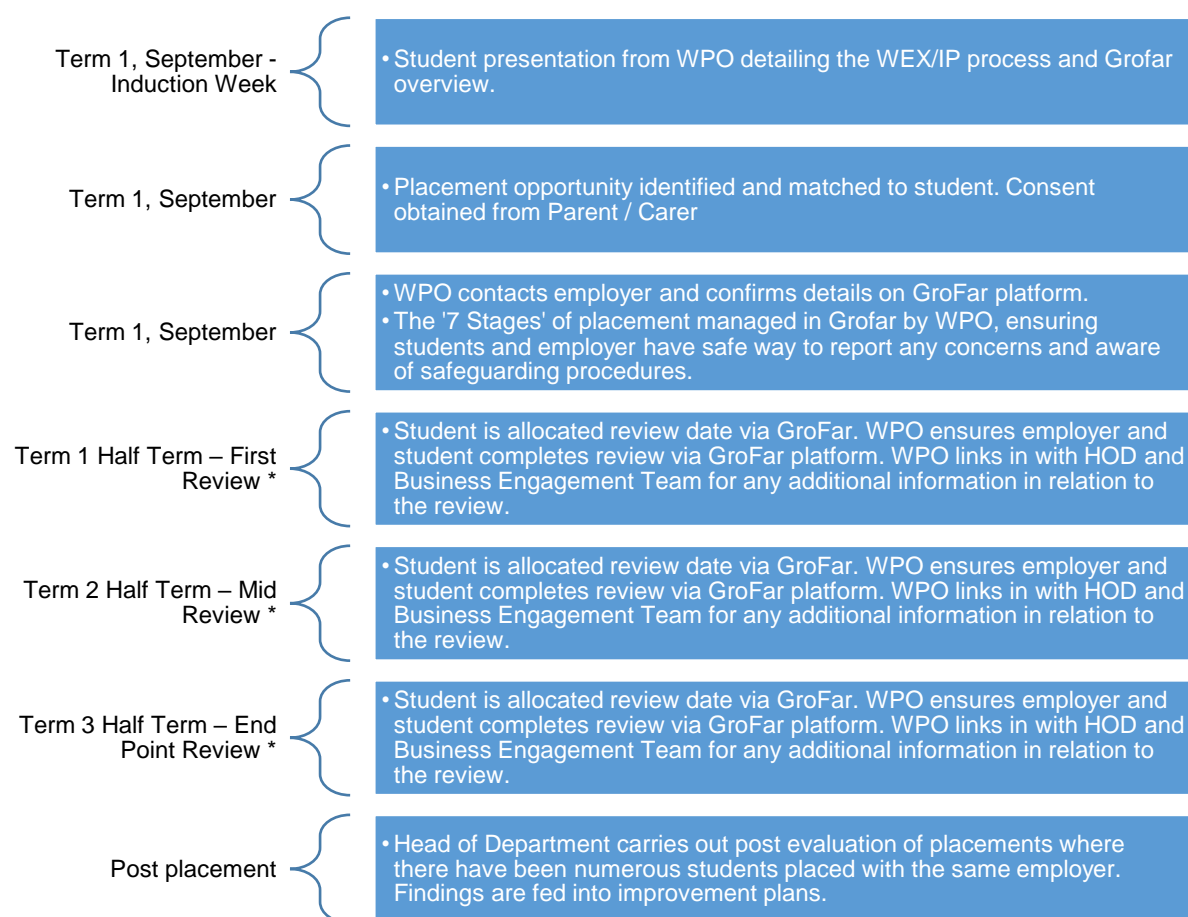 Term 1, September -
Induction Week
• Student presentation from WPO detailing the WEX/IP process and Grofar
overview.
Term 1, September
• Placement opportunity identified and matched to student. Consent
obtained from Parent / Carer
Term 1, September
• WPO contacts employer and confirms details on GroFar platform.
• The '7 Stages' of placement managed in Grofar by WPO, ensuring
students and employer have safe way to report any concerns and aware
of safeguarding procedures.
Term 1 Half Term – First
Review *
• Student is allocated review date via GroFar. WPO ensures employer and
student completes review via GroFar platform. WPO links in with HOD and
Business Engagement Team for any additional information in relation to
the review.
Term 2 Half Term – Mid
Review *
• Student is allocated review date via GroFar. WPO ensures employer and
student completes review via GroFar platform. WPO links in with HOD and
Business Engagement Team for any additional information in relation to
the review.
Term 3 Half Term – End
Point Review *
• Student is allocated review date via GroFar. WPO ensures employer and
student completes review via GroFar platform. WPO links in with HOD and
Business Engagement Team for any additional information in relation to
the review.
Post placement
• Head of Department carries out post evaluation of placements where
there have been numerous students placed with the same employer.
Findings are fed into improvement plans.